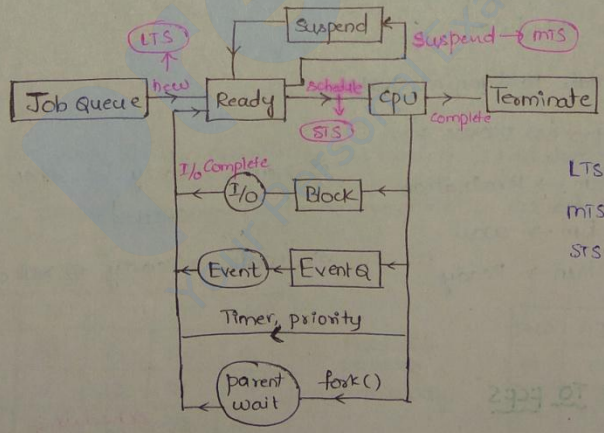 Suspend
LTS
Suspend → MTS
new
schedule
Job Queue
Ready
CPU
Terminate
complete
STS
I/o Complete
I/o
Block
LTS
MTS
STS
Event
Event Q
Timer, priority
parent
wait
fork()